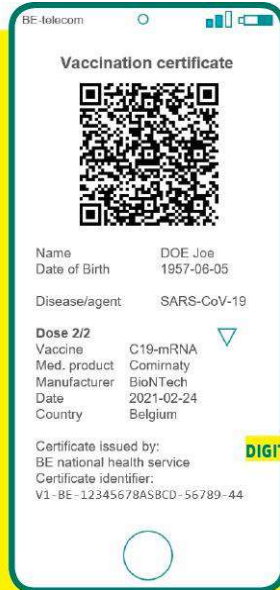 BE-telecom
Vaccination certificate
Name DOE Joe
Date of Birth 1957-06-05
Disease/agent SARS-CoV-19
Dose 2/2
Vaccine C19-mRNA
Med. product Comirnaty
Manufacturer BioNTech
Date 2021-02-24
Country Belgium
Certificate issued by:
BE national health service
Certificate identifier:
V1-BE-12345678ASBCD-56789-44
DIGIT